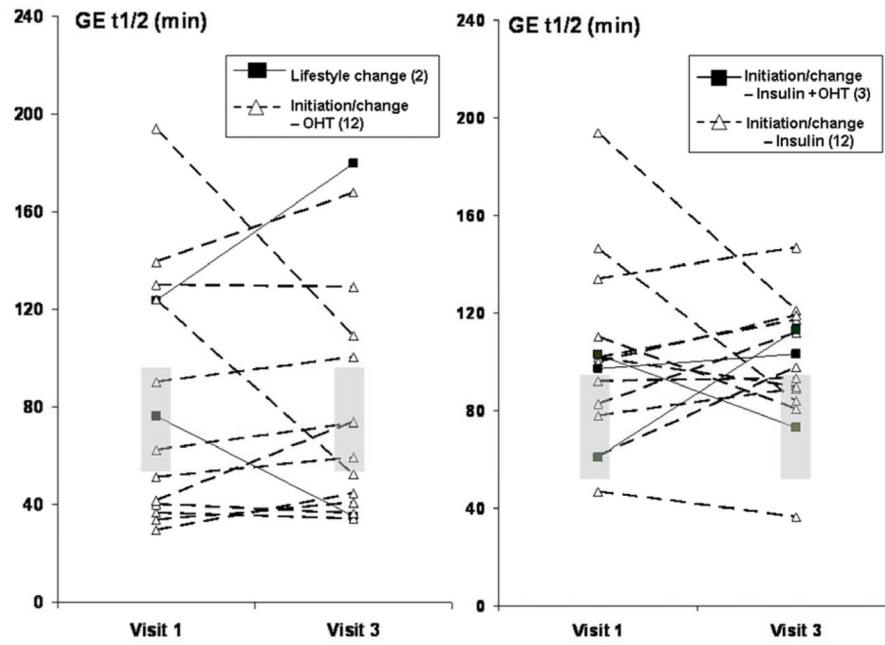 GE t1/2 (min)
240
200
160
120
80
40
0
Lifestyle change (2)
Initiation/change
– OHT (12)
Visit 1
Visit 3
GE t1/2 (min)
240
200
160
120
80
40
0
Initiation/change
– Insulin +OHT (3)
Initiation/change
– Insulin (12)
Visit 1
Visit 3